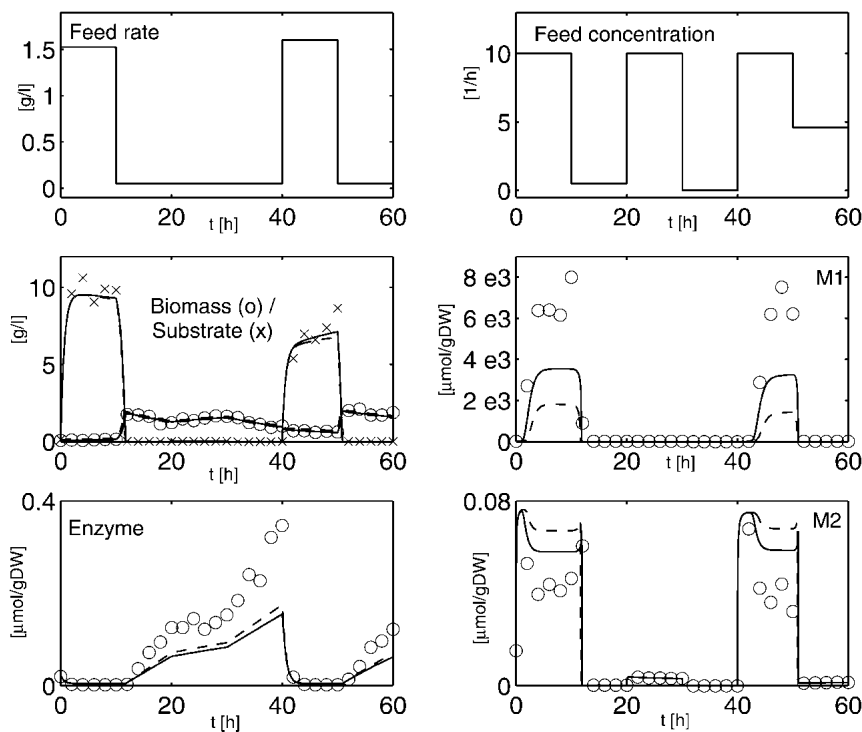 Feed rate
[g/l]
1.5
1
0.5
0
0 20 40 60
t [h]
Feed concentration
[1/h]
10
5
0
0 20 40 60
t [h]
Biomass (o) /
Substrate (x)
[g/l]
10
5
0
0 20 40 60
t [h]
M1
[μmol/gDW]
8 e3
6 e3
4 e3
2 e3
0
0 20 40 60
t [h]
Enzyme
[μmol/gDW]
0.4
0.2
0
0 20 40 60
t [h]
M2
[μmol/gDW]
0.08
0.04
0
0 20 40 60
t [h]